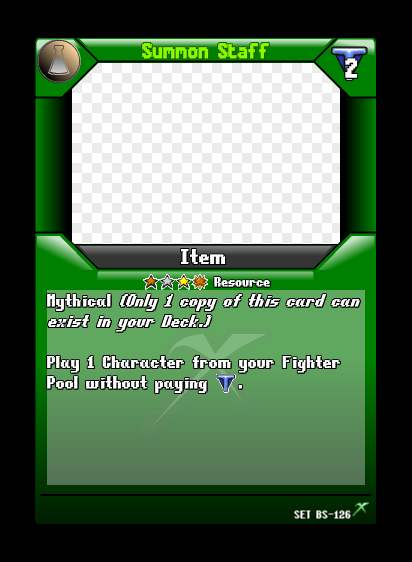 Summon Staff
2
Item
Resource
Mythical (Only 1 copy of this card can
exist in your Deck.)
Play 1 Character from your Fighter
Pool without paying .
SET BS-126